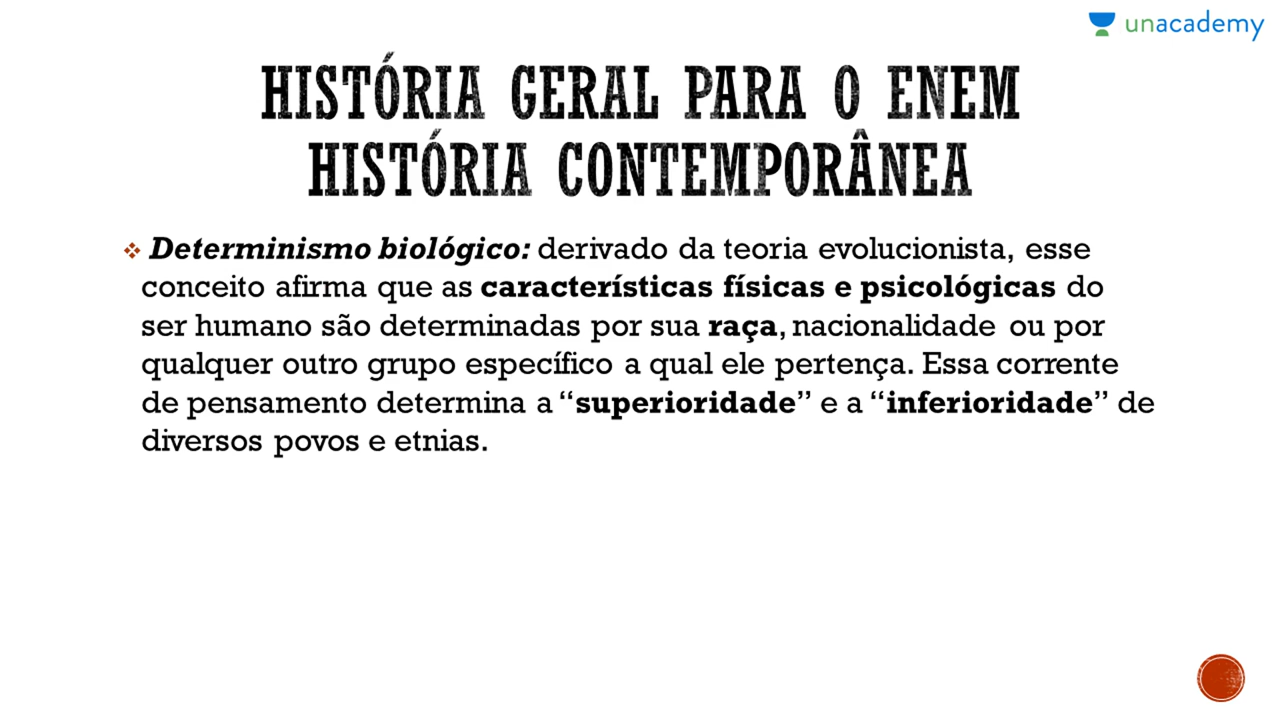 unacademy
HISTÓRIA GERAL PARA O ENEM
HISTÓRIA CONTEMPORÂNEA
Determinismo biológico: derivado da teoria evolucionista, esse
conceito afirma que as características físicas e psicológicas do
ser humano são determinadas por sua raça, nacionalidade ou por
qualquer outro grupo específico a qual ele pertença. Essa corrente
de pensamento determina a “superioridade” e a “inferioridade” de
diversos povos e etnias.